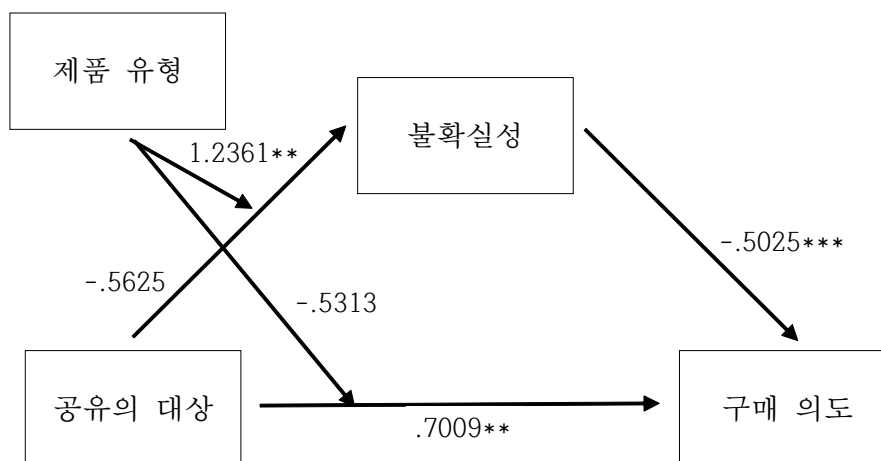 제품 유형
불확실성
1.2361**
-.5025***
-.5625
-.5313
공유의 대상
구매 의도
.7009**